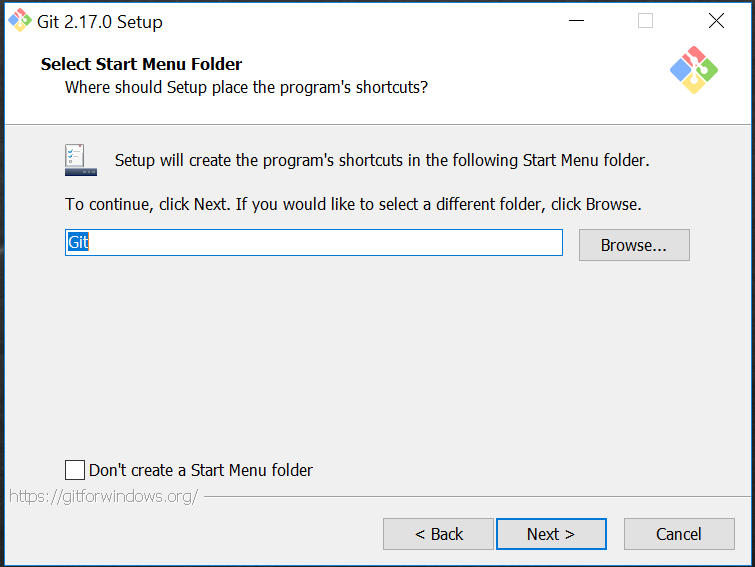 Git 2.17.0 Setup
Select Start Menu Folder
Where should Setup place the program's shortcuts?
Setup will create the program's shortcuts in the following Start Menu folder.
To continue, click Next. If you would like to select a different folder, click Browse.
Git
Browse...
Don't create a Start Menu folder
https://gitforwindows.org/
< Back
Next >
Cancel